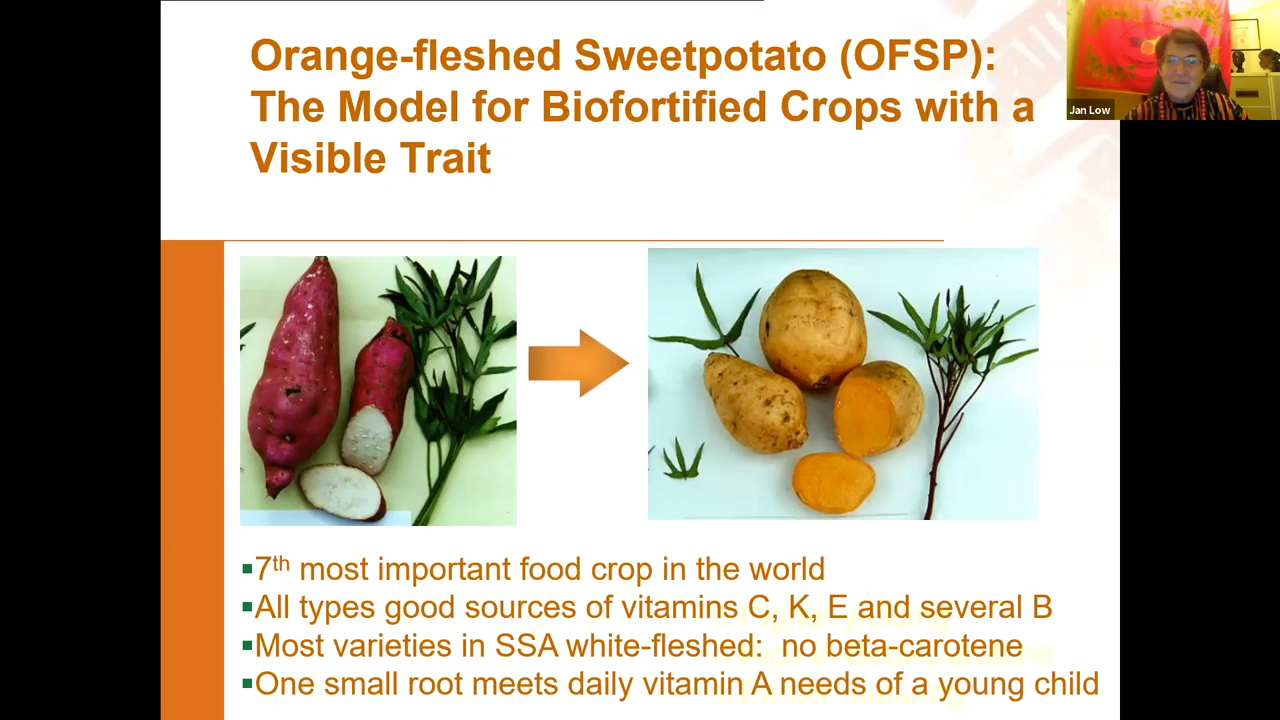 Orange-fleshed Sweetpotato (OFSP):
The Model for Biofortified Crops with a
Visible Trait
Jan Low
▪7th most important food crop in the world
▪All types good sources of vitamins C, K, E and several B
▪Most varieties in SSA white-fleshed: no beta-carotene
▪One small root meets daily vitamin A needs of a young child